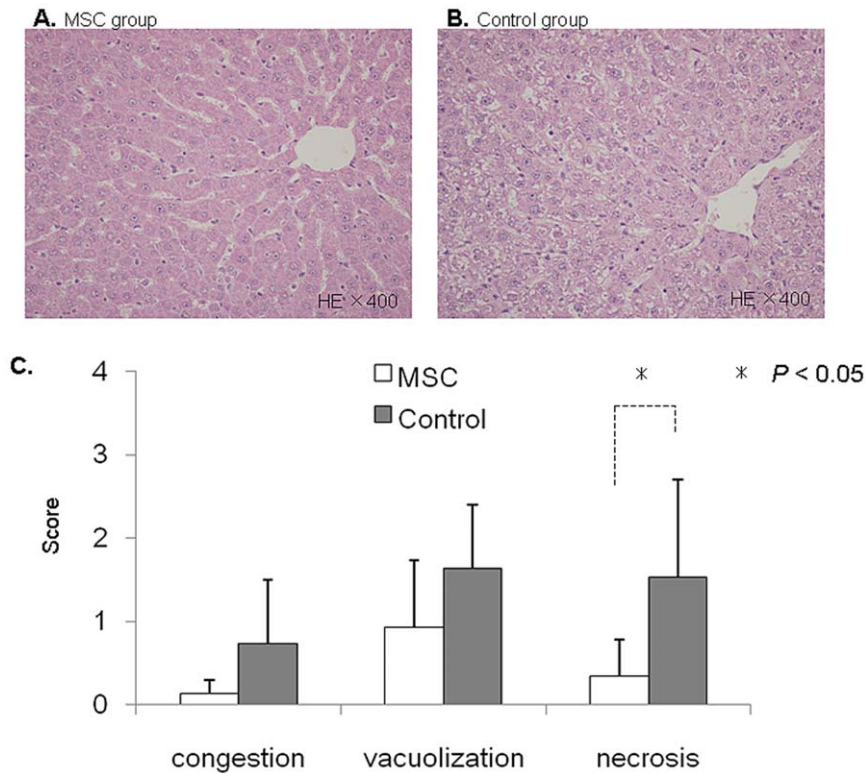 A. MSC group
B. Control group
HE ×400
HE ×400
C.
4
MSC
* * P < 0.05
Control
3
Score
2
1
0
congestion vacuolization necrosis